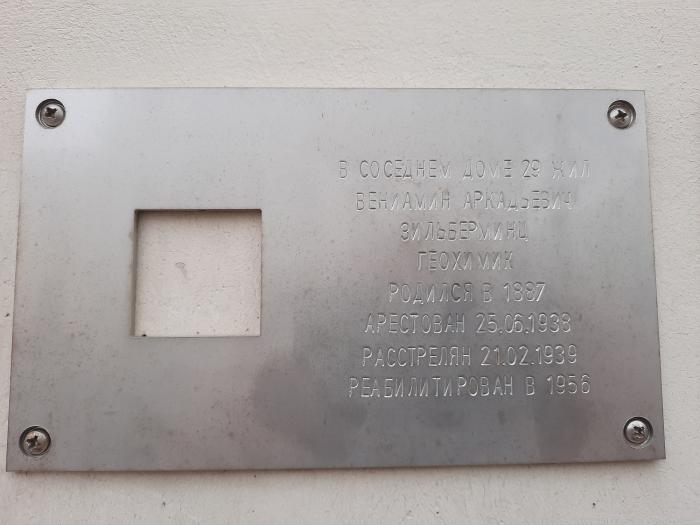 В СОСЕДНЕМ ДОМЕ 29 ЖИЛ
ВЕНИАМИН АРКАДЬЕВИЧ
ЗИЛЬБЕРМИНЦ
ГЕОХИМИК
РОДИЛСЯ В 1887
АРЕСТОВАН 25.06.1938
РАССТРЕЛЯН 21.02.1939
РЕАБИЛИТИРОВАН В 1956